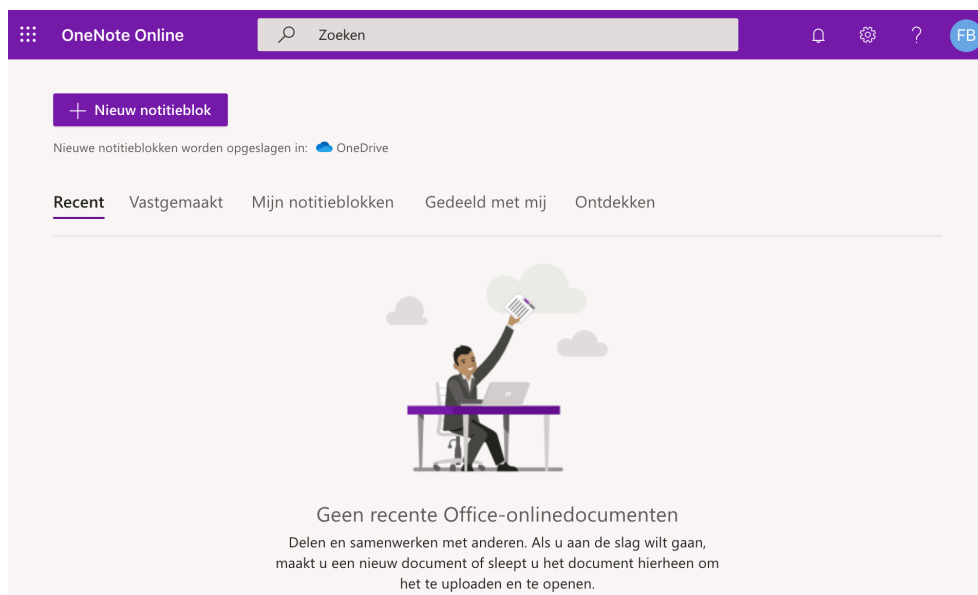 OneNote Online
Zoeken
?
FB
Nieuw notitieblok
Nieuwe notitieblokken worden opgeslagen in: OneDrive
Recent Vastgemaakt Mijn notitieblokken Gedeeld met mij Ontdekken
Geen recente Office-onlinedocumenten
Delen en samenwerken met anderen. Als u aan de slag wilt gaan,
maakt u een nieuw document of sleept u het document hierheen om
het te uploaden en te openen.